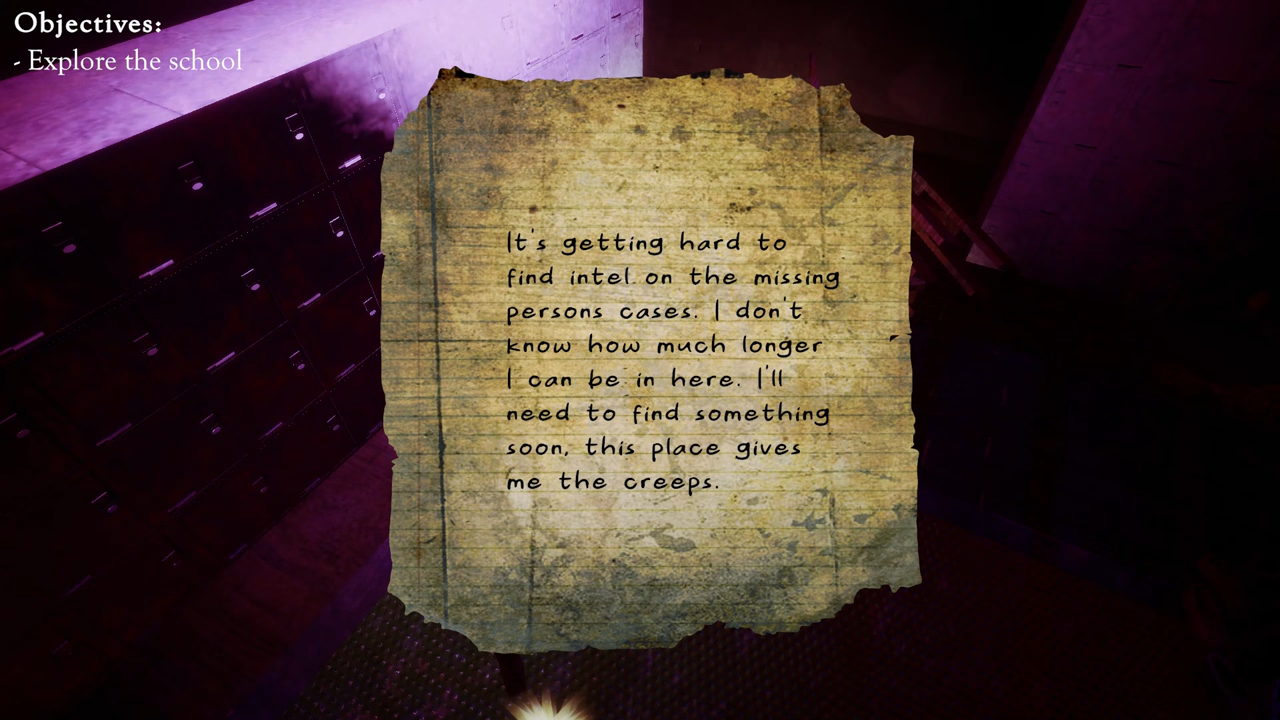 Objectives:
- Explore the school
It's getting hard to
find intel on the missing
persons cases. I don't
know how much longer
I can be in here. I'll
need to find something
soon, this place gives
me the creeps.